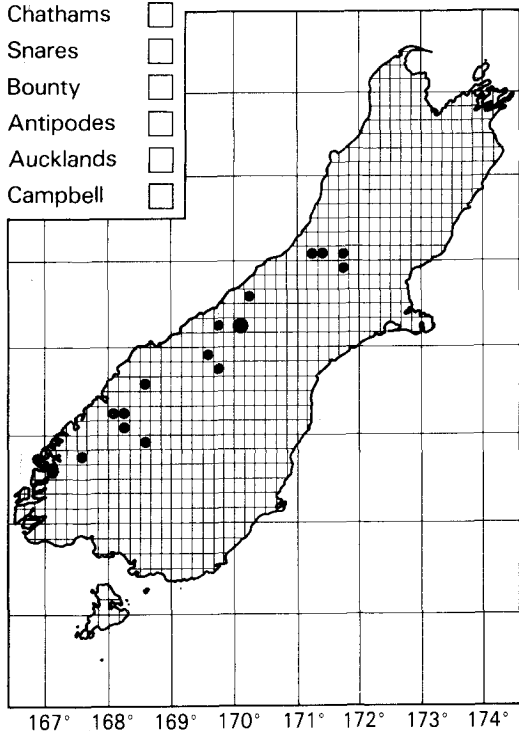 Chathams
Snares
Bounty
Antipodes
Aucklands
Campbell
167° 168° 169° 170° 171° 172° 173° 174°